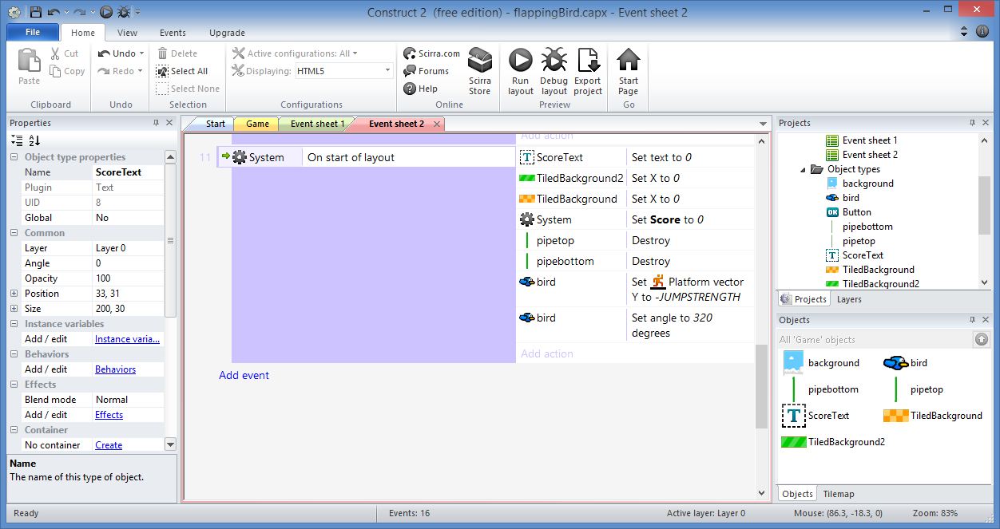 Construct 2 (free edition) - flappingBird.capx - Event sheet 2
File Home View Events Upgrade
Paste Cut Copy
Clipboard
Undo Redo
Undo
Delete
Select All
Select None
Selection
Active configurations: All
Displaying: HTML5
Configurations
Scirra.com
Forums
Help
Scirra Store
Online
Run layout
Debug layout
Export project
Preview
Start Page
Go
Properties
Object type properties
Name ScoreText
Plugin Text
UID 8
Global No
Common
Layer Layer 0
Angle 0
Opacity 100
Position 33, 31
Size 200, 30
Instance variables
Add / edit Instance varia...
Behaviors
Add / edit Behaviors
Effects
Blend mode Normal
Add / edit Effects
Container
No container Create
Name
The name of this type of object.
Start Game Event sheet 1 Event sheet 2
Add action
11 System On start of layout
T ScoreText Set text to 0
TiledBackground2 Set X to 0
TiledBackground Set X to 0
System Set Score to 0
pipetop Destroy
pipebottom Destroy
bird Set Platform vector
Y to -JUMPSTRENGTH
bird Set angle to 320
degrees
Add action
Add event
Projects
Event sheet 1
Event sheet 2
Object types
background
bird
OK Button
pipebottom
pipetop
T ScoreText
TiledBackground
TiledBackground2
Projects Layers
Objects
All 'Game' objects
background bird
pipebottom pipetop
T ScoreText TiledBackground
TiledBackground2
Objects Tilemap
Ready Events: 16 Active layer: Layer 0 Mouse: (86.3, -18.3, 0) Zoom: 83%